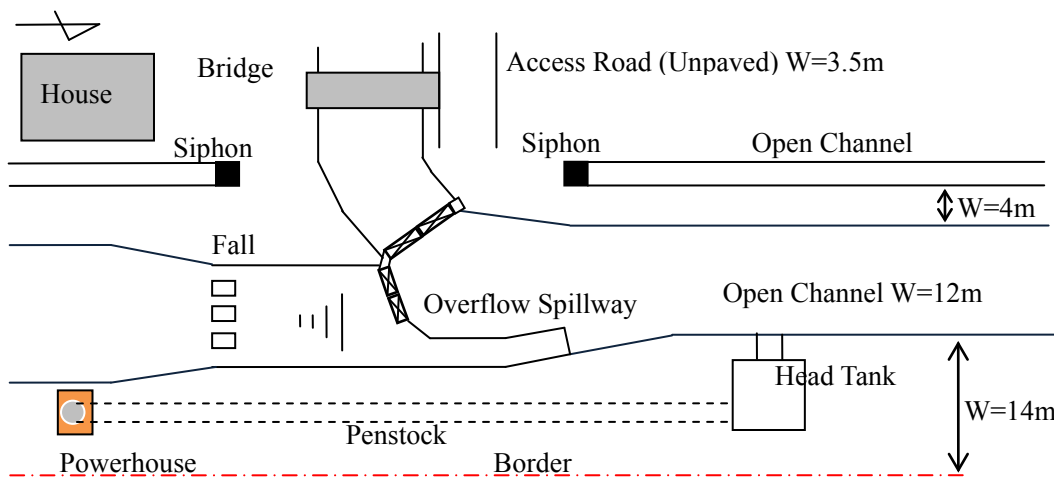 Bridge
Access Road (Unpaved) W=3.5m
House
Siphon
Siphon
Open Channel
W=4m
Fall
Overflow Spillway
Open Channel W=12m
Head Tank
W=14m
Penstock
Powerhouse
Border